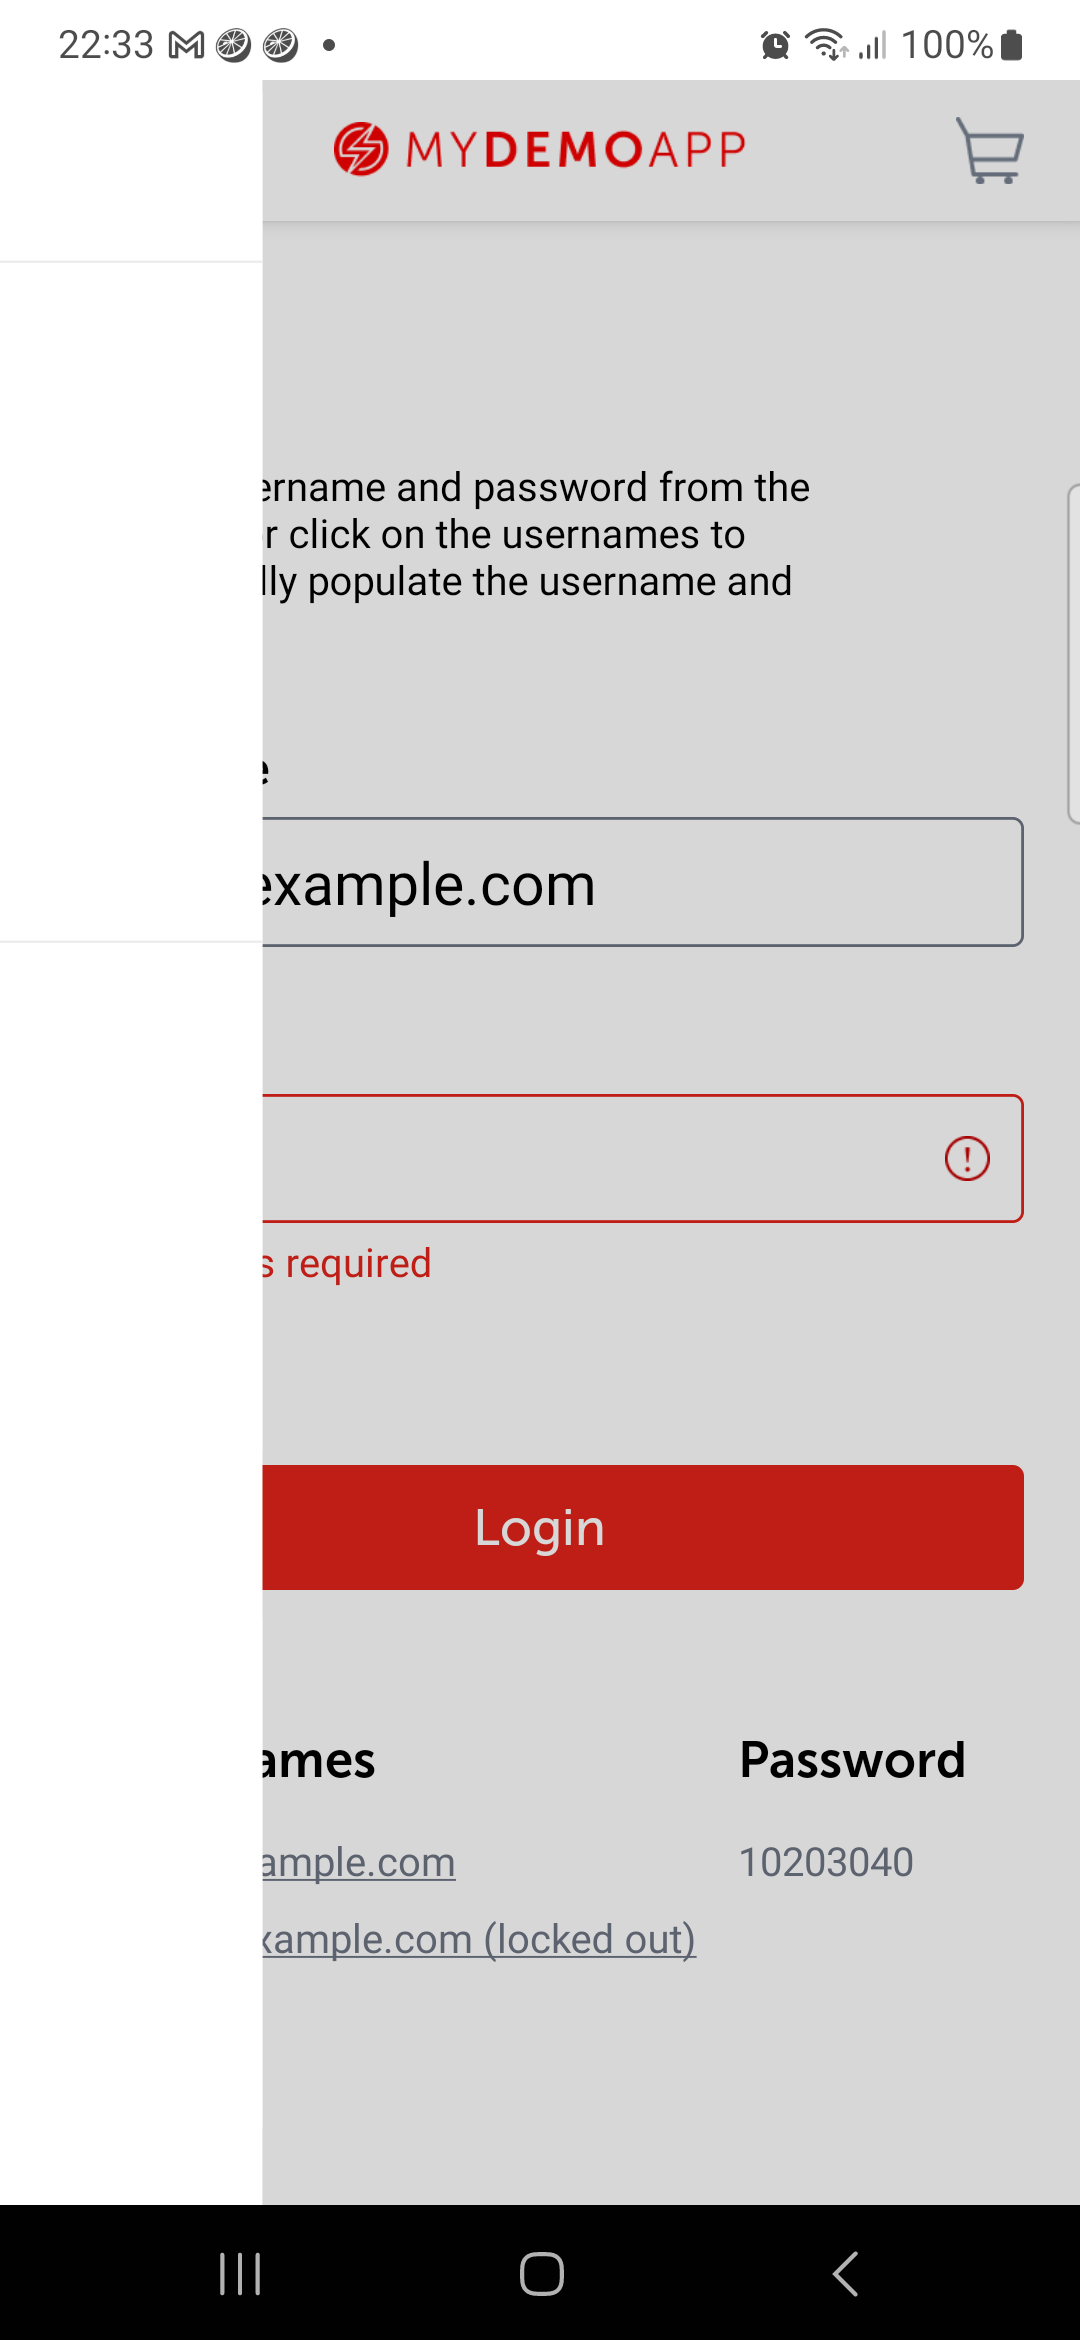 22:33
100%
MYDEMOAPP
ername and password from the
r click on the usernames to
lly populate the username and
e
example.com
s required
Login
ames
Password
ample.com
10203040
xample.com (locked out)